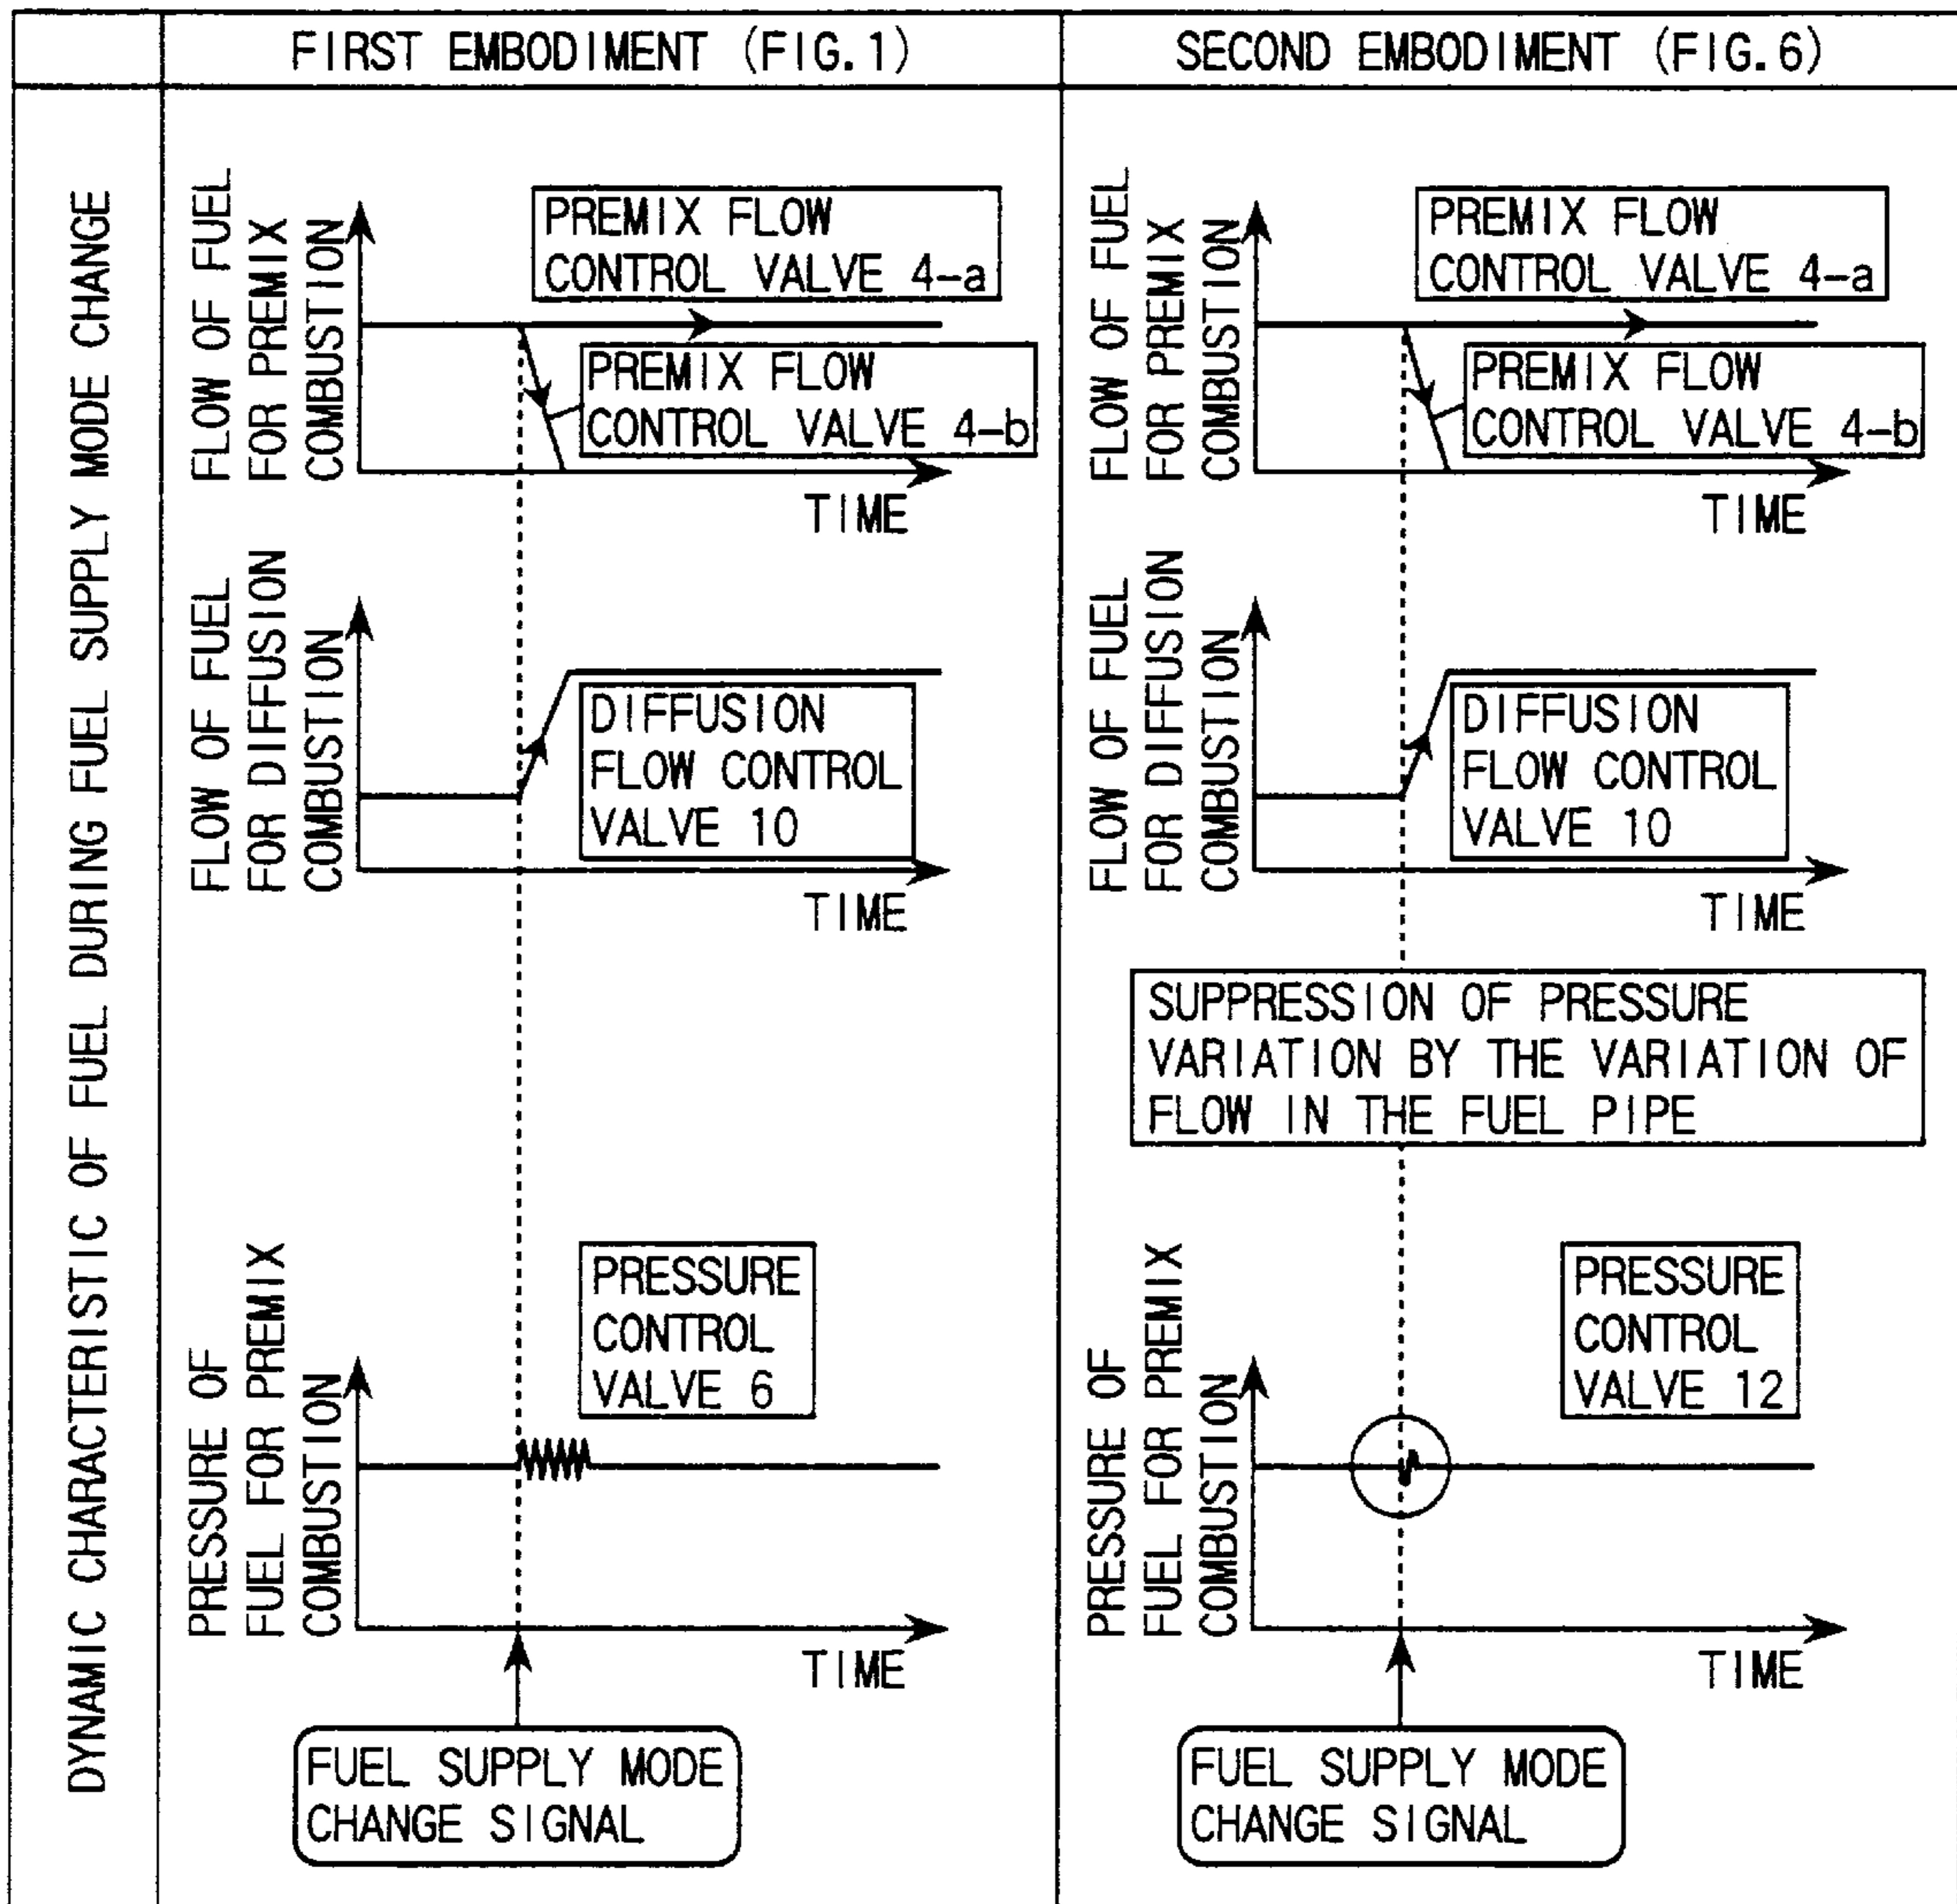 FIRST EMBODIMENT (FIG.1)
SECOND EMBODIMENT (FIG.6)
DYNAMIC CHARACTERISTIC OF FUEL DURING FUEL SUPPLY MODE CHANGE
FLOW OF FUEL
FOR PREMIX
COMBUSTION
PREMIX FLOW
CONTROL VALVE 4-a
PREMIX FLOW
CONTROL VALVE 4-b
TIME
FLOW OF FUEL
FOR DIFFUSION
COMBUSTION
DIFFUSION
FLOW CONTROL
VALVE 10
TIME
PRESSURE OF
FUEL FOR PREMIX
COMBUSTION
PRESSURE
CONTROL
VALVE 6
TIME
FUEL SUPPLY MODE
CHANGE SIGNAL
FLOW OF FUEL
FOR PREMIX
COMBUSTION
PREMIX FLOW
CONTROL VALVE 4-a
PREMIX FLOW
CONTROL VALVE 4-b
TIME
FLOW OF FUEL
FOR DIFFUSION
COMBUSTION
DIFFUSION
FLOW CONTROL
VALVE 10
TIME
SUPPRESSION OF PRESSURE
VARIATION BY THE VARIATION OF
FLOW IN THE FUEL PIPE
PRESSURE OF
FUEL FOR PREMIX
COMBUSTION
PRESSURE
CONTROL
VALVE 12
TIME
FUEL SUPPLY MODE
CHANGE SIGNAL